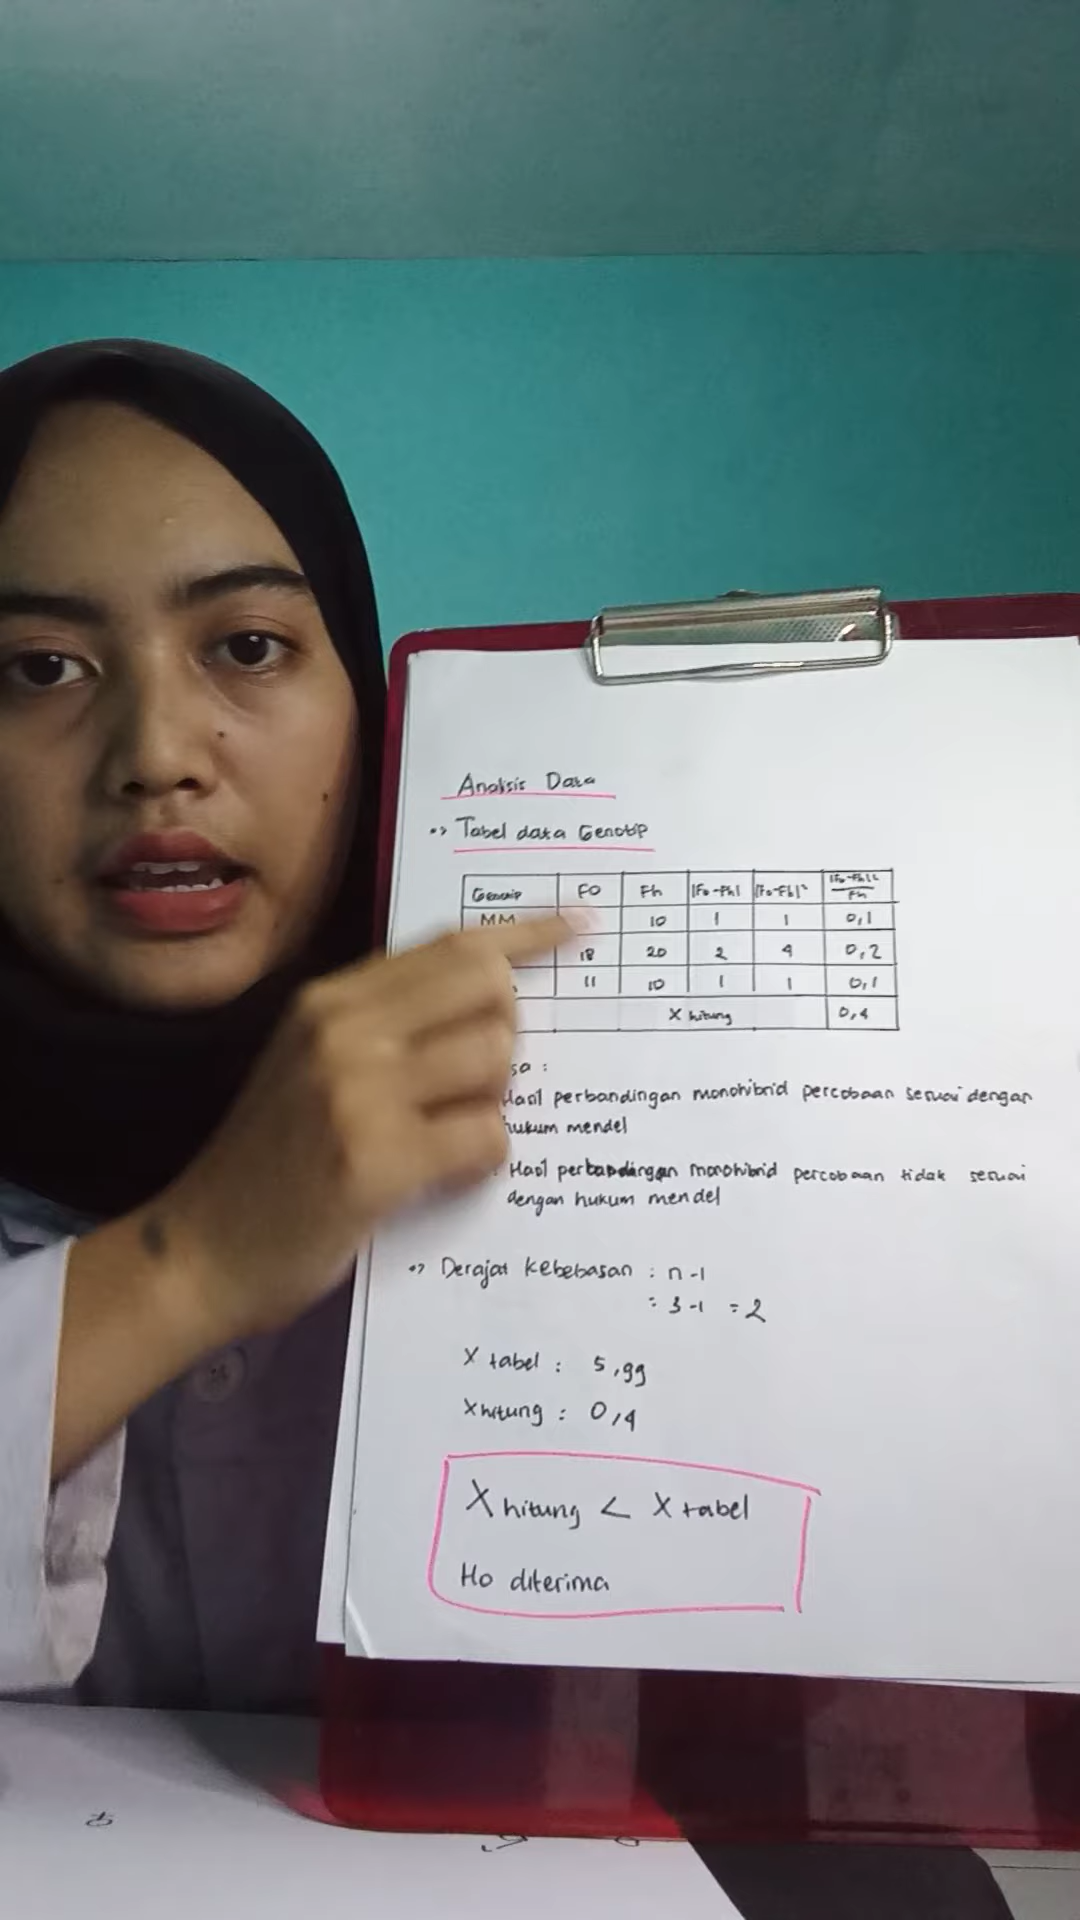 Analisis Data
=> Tabel data Genotip
Genotip FO Fh |Fo-Fh| |Fo-Fh|² |Fo-Fh|²/Fh
MM 10 1 1 0,1
18 20 2 4 0,2
11 10 1 1 0,1
X hitung 0,4
sa :
Hasil perbandingan monohibrid percobaan sesuai dengan
hukum mendel
Hasil perbandingan monohibrid percobaan tidak sesuai
dengan hukum mendel
=> Derajat kebebasan : n-1
: 3-1 = 2
X tabel : 5,99
X hitung : 0,4
X hitung < X tabel
Ho diterima